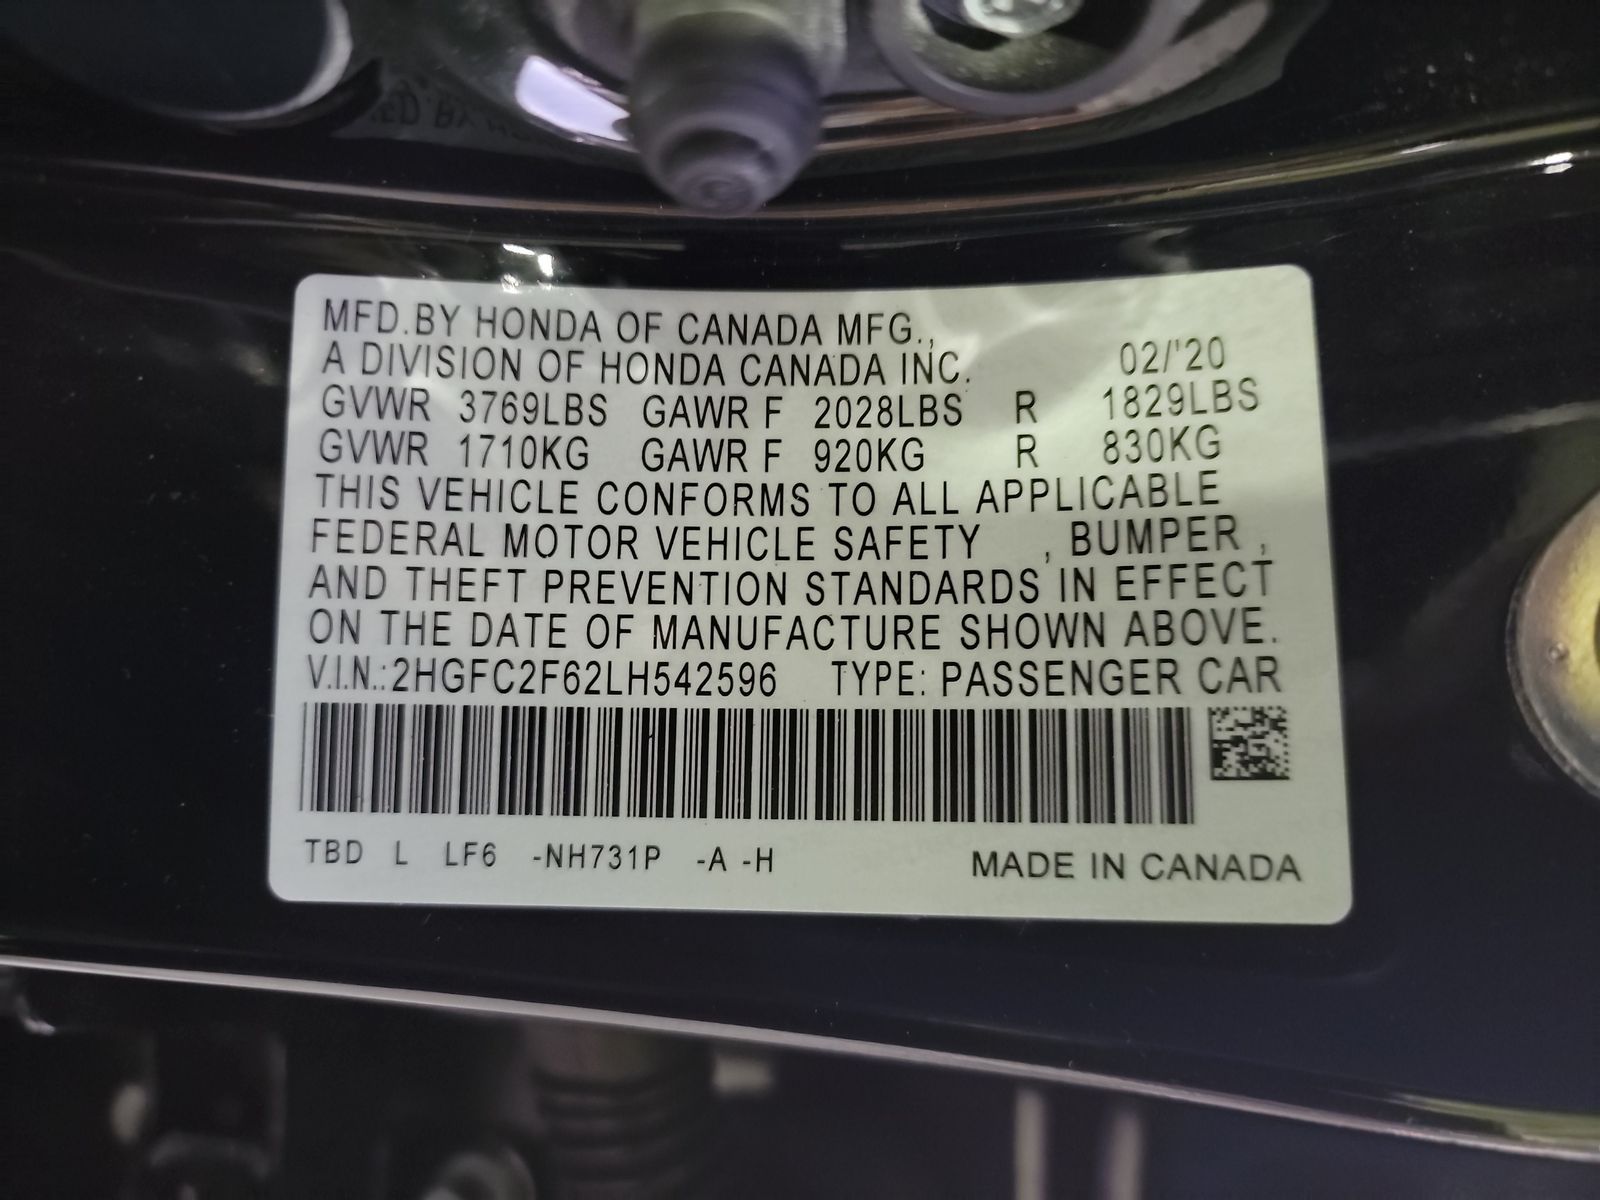 MFD.BY HONDA OF CANADA MFG.,
A DIVISION OF HONDA CANADA INC. 02/'20
GVWR 3769LBS GAWR F 2028LBS R 1829LBS
GVWR 1710KG GAWR F 920KG R 830KG
THIS VEHICLE CONFORMS TO ALL APPLICABLE
FEDERAL MOTOR VEHICLE SAFETY , BUMPER ,
AND THEFT PREVENTION STANDARDS IN EFFECT
ON THE DATE OF MANUFACTURE SHOWN ABOVE.
V.I.N.:2HGFC2F62LH542596 TYPE: PASSENGER CAR
TBD L LF6 -NH731P -A -H MADE IN CANADA